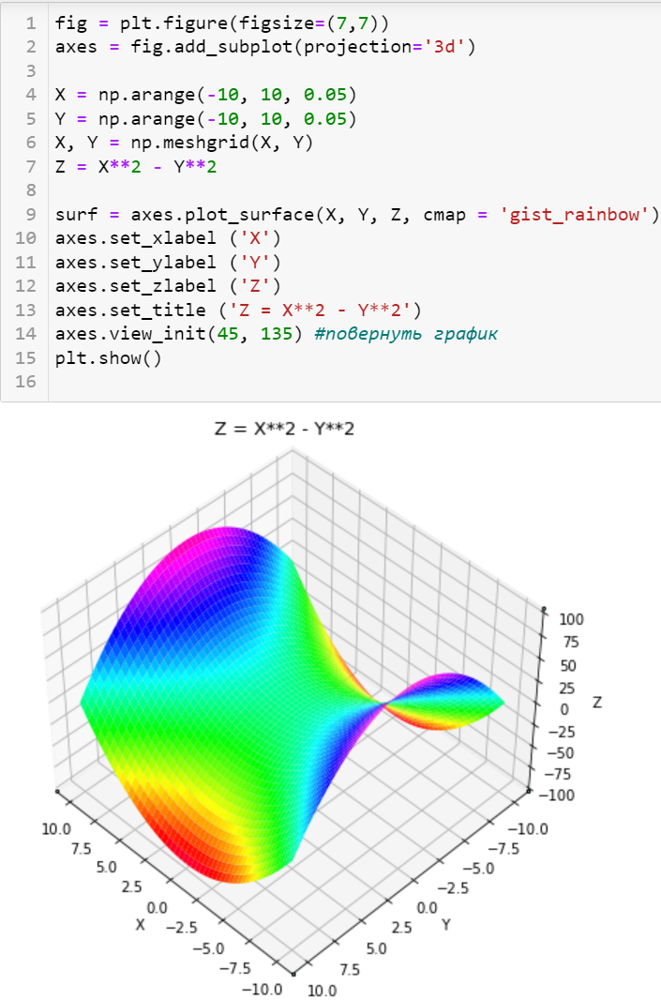 1 fig = plt.figure(figsize=(7,7))
2 axes = fig.add_subplot(projection='3d')
3
4 X = np.arange(-10, 10, 0.05)
5 Y = np.arange(-10, 10, 0.05)
6 X, Y = np.meshgrid(X, Y)
7 Z = X**2 - Y**2
8
9 surf = axes.plot_surface(X, Y, Z, cmap = 'gist_rainbow')
10 axes.set_xlabel ('X')
11 axes.set_ylabel ('Y')
12 axes.set_zlabel ('Z')
13 axes.set_title ('Z = X**2 - Y**2')
14 axes.view_init(45, 135) #повернуть график
15 plt.show()
16
Z = X**2 - Y**2
100
75
50
25
0
−25
−50
−75
−100
Z
10.0
7.5
5.0
2.5
0.0
−2.5
−5.0
−7.5
−10.0
X
−10.0
−7.5
−5.0
−2.5
0.0
2.5
5.0
7.5
10.0
Y